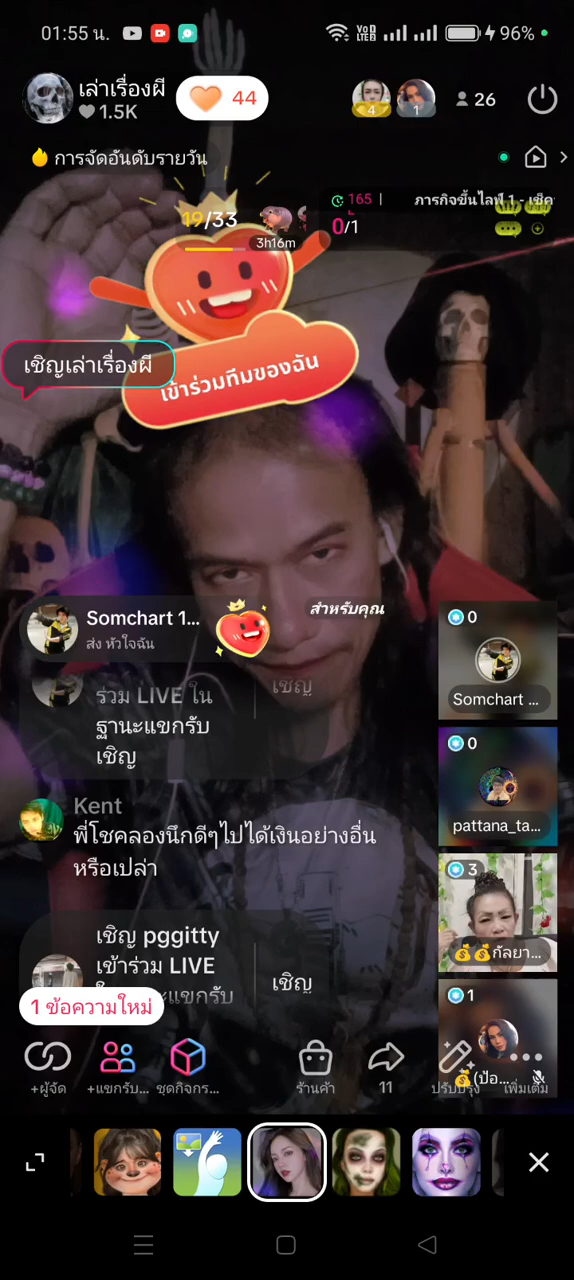 01:55 น.
VoD LTE2
96%
เล่าเรื่องผี
1.5K
44
4
1
26
การจัดอันดับรายวัน
19/33
3h16m
165
ภารกิจขึ้นไลฟ์ 1 - เช็ค
0/1
เชิญเล่าเรื่องผี
เข้าร่วมทีมของฉัน
Somchart 1...
ส่ง หัวใจฉัน
สำหรับคุณ
ร่วม LIVE ใน
ฐานะแขกรับ
เชิญ
เชิญ
Kent
พี่โชคลองนึกดีๆไปได้เงินอย่างอื่น
หรือเปล่า
เชิญ pggitty
เข้าร่วม LIVE
แขกรับ
เชิญ
1 ข้อความใหม่
0
Somchart ...
0
pattana_ta...
3
กัลยา...
1
(ป้อ...
+ผู้จัด
+แขกรับ...
ชุดกิจกร...
ร้านค้า
11
ปรับปรุง
เพิ่มเติม